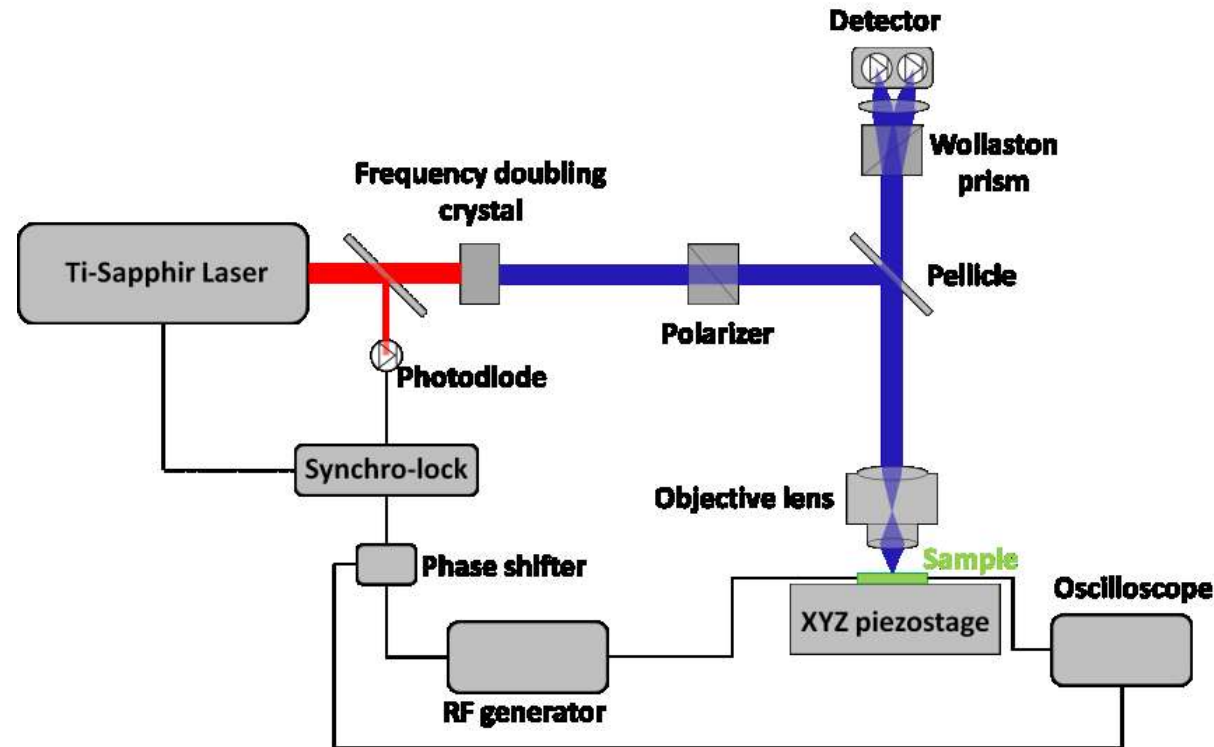 Detector
Wollaston
prism
Frequency doubling
crystal
Ti-Sapphir Laser
Pellicle
Polarizer
Photodiode
Synchro-lock
Objective lens
Phase shifter
Sample
Oscilloscope
XYZ piezostage
RF generator